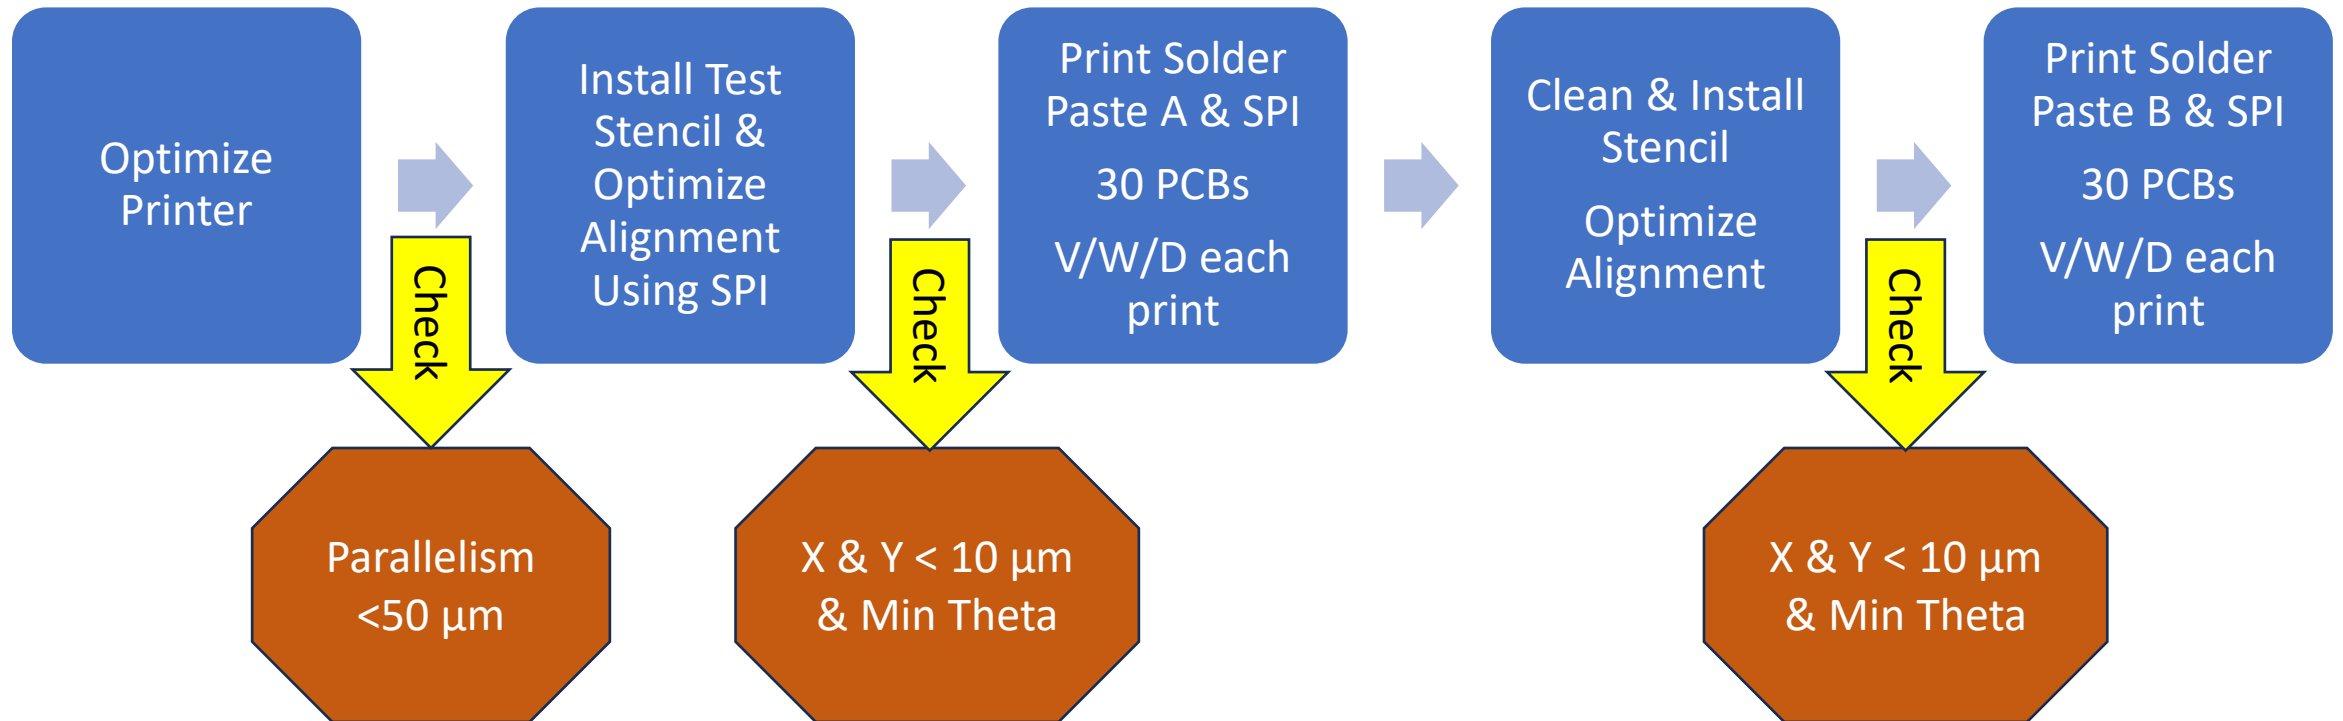 Optimize
Printer
Install Test
Stencil &
Optimize
Alignment
Using SPI
Print Solder
Paste A & SPI
30 PCBs
V/W/D each
print
Clean & Install
Stencil
Optimize
Alignment
Print Solder
Paste B & SPI
30 PCBs
V/W/D each
print
Check
Check
Check
Parallelism
<50 µm
X & Y < 10 µm
& Min Theta
X & Y < 10 µm
& Min Theta